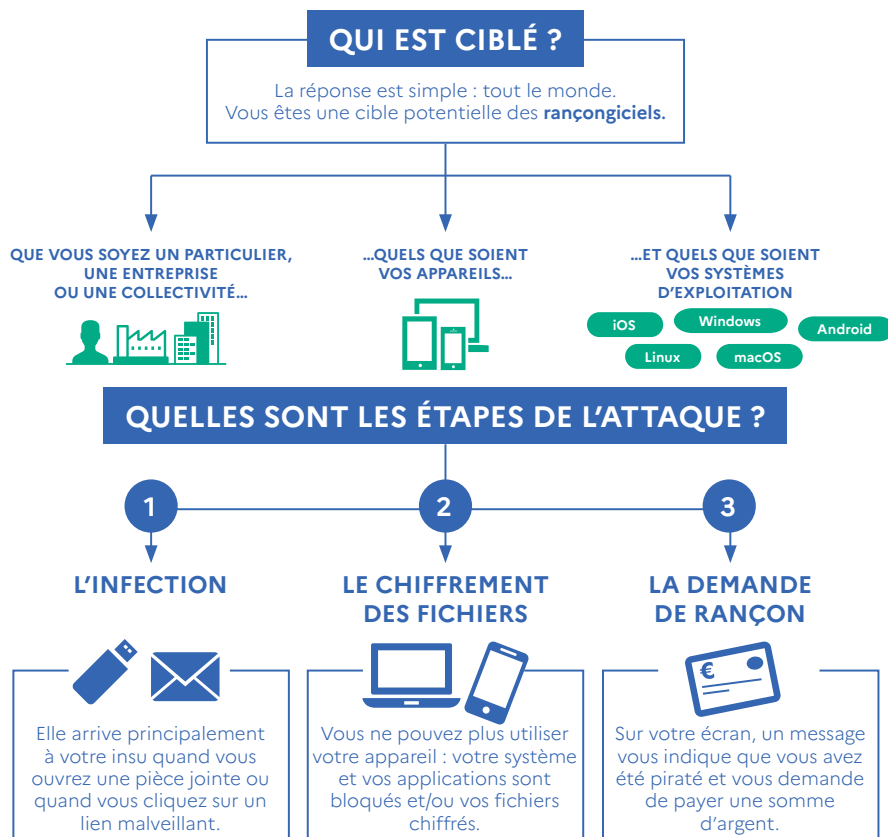 QUI EST CIBLÉ ?
La réponse est simple : tout le monde.
Vous êtes une cible potentielle des rançongiciels.
QUE VOUS SOYEZ UN PARTICULIER,
UNE ENTREPRISE
OU UNE COLLECTIVITÉ...
...QUELS QUE SOIENT
VOS APPAREILS...
...ET QUELS QUE SOIENT
VOS SYSTÈMES
D'EXPLOITATION
iOS
Windows
Android
Linux
macOS
QUELLES SONT LES ÉTAPES DE L'ATTAQUE ?
1
L'INFECTION
Elle arrive principalement
à votre insu quand vous
ouvrez une pièce jointe ou
quand vous cliquez sur un
lien malveillant.
2
LE CHIFFREMENT
DES FICHIERS
Vous ne pouvez plus utiliser
votre appareil : votre système
et vos applications sont
bloqués et/ou vos fichiers
chiffrés.
3
LA DEMANDE
DE RANÇON
€
Sur votre écran, un message
vous indique que vous avez
été piraté et vous demande
de payer une somme
d'argent.